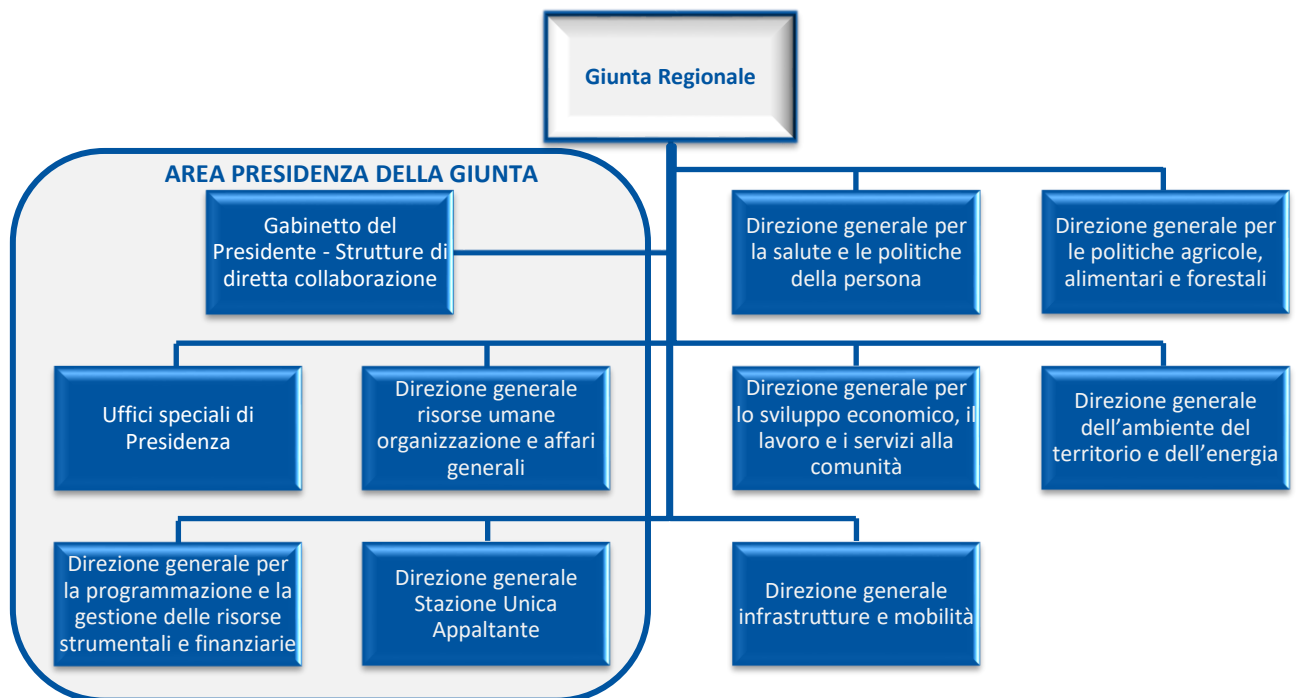 Giunta Regionale
AREA PRESIDENZA DELLA GIUNTA
Gabinetto del
Presidente - Strutture di
diretta collaborazione
Direzione generale per
la salute e le politiche
della persona
Direzione generale per
le politiche agricole,
alimentari e forestali
Uffici speciali di
Presidenza
Direzione generale
risorse umane
organizzazione e affari
generali
Direzione generale per
lo sviluppo economico, il
lavoro e i servizi alla
comunità
Direzione generale
dell’ambiente del
territorio e dell’energia
Direzione generale per
la programmazione e la
gestione delle risorse
strumentali e finanziarie
Direzione generale
Stazione Unica
Appaltante
Direzione generale
infrastrutture e mobilità